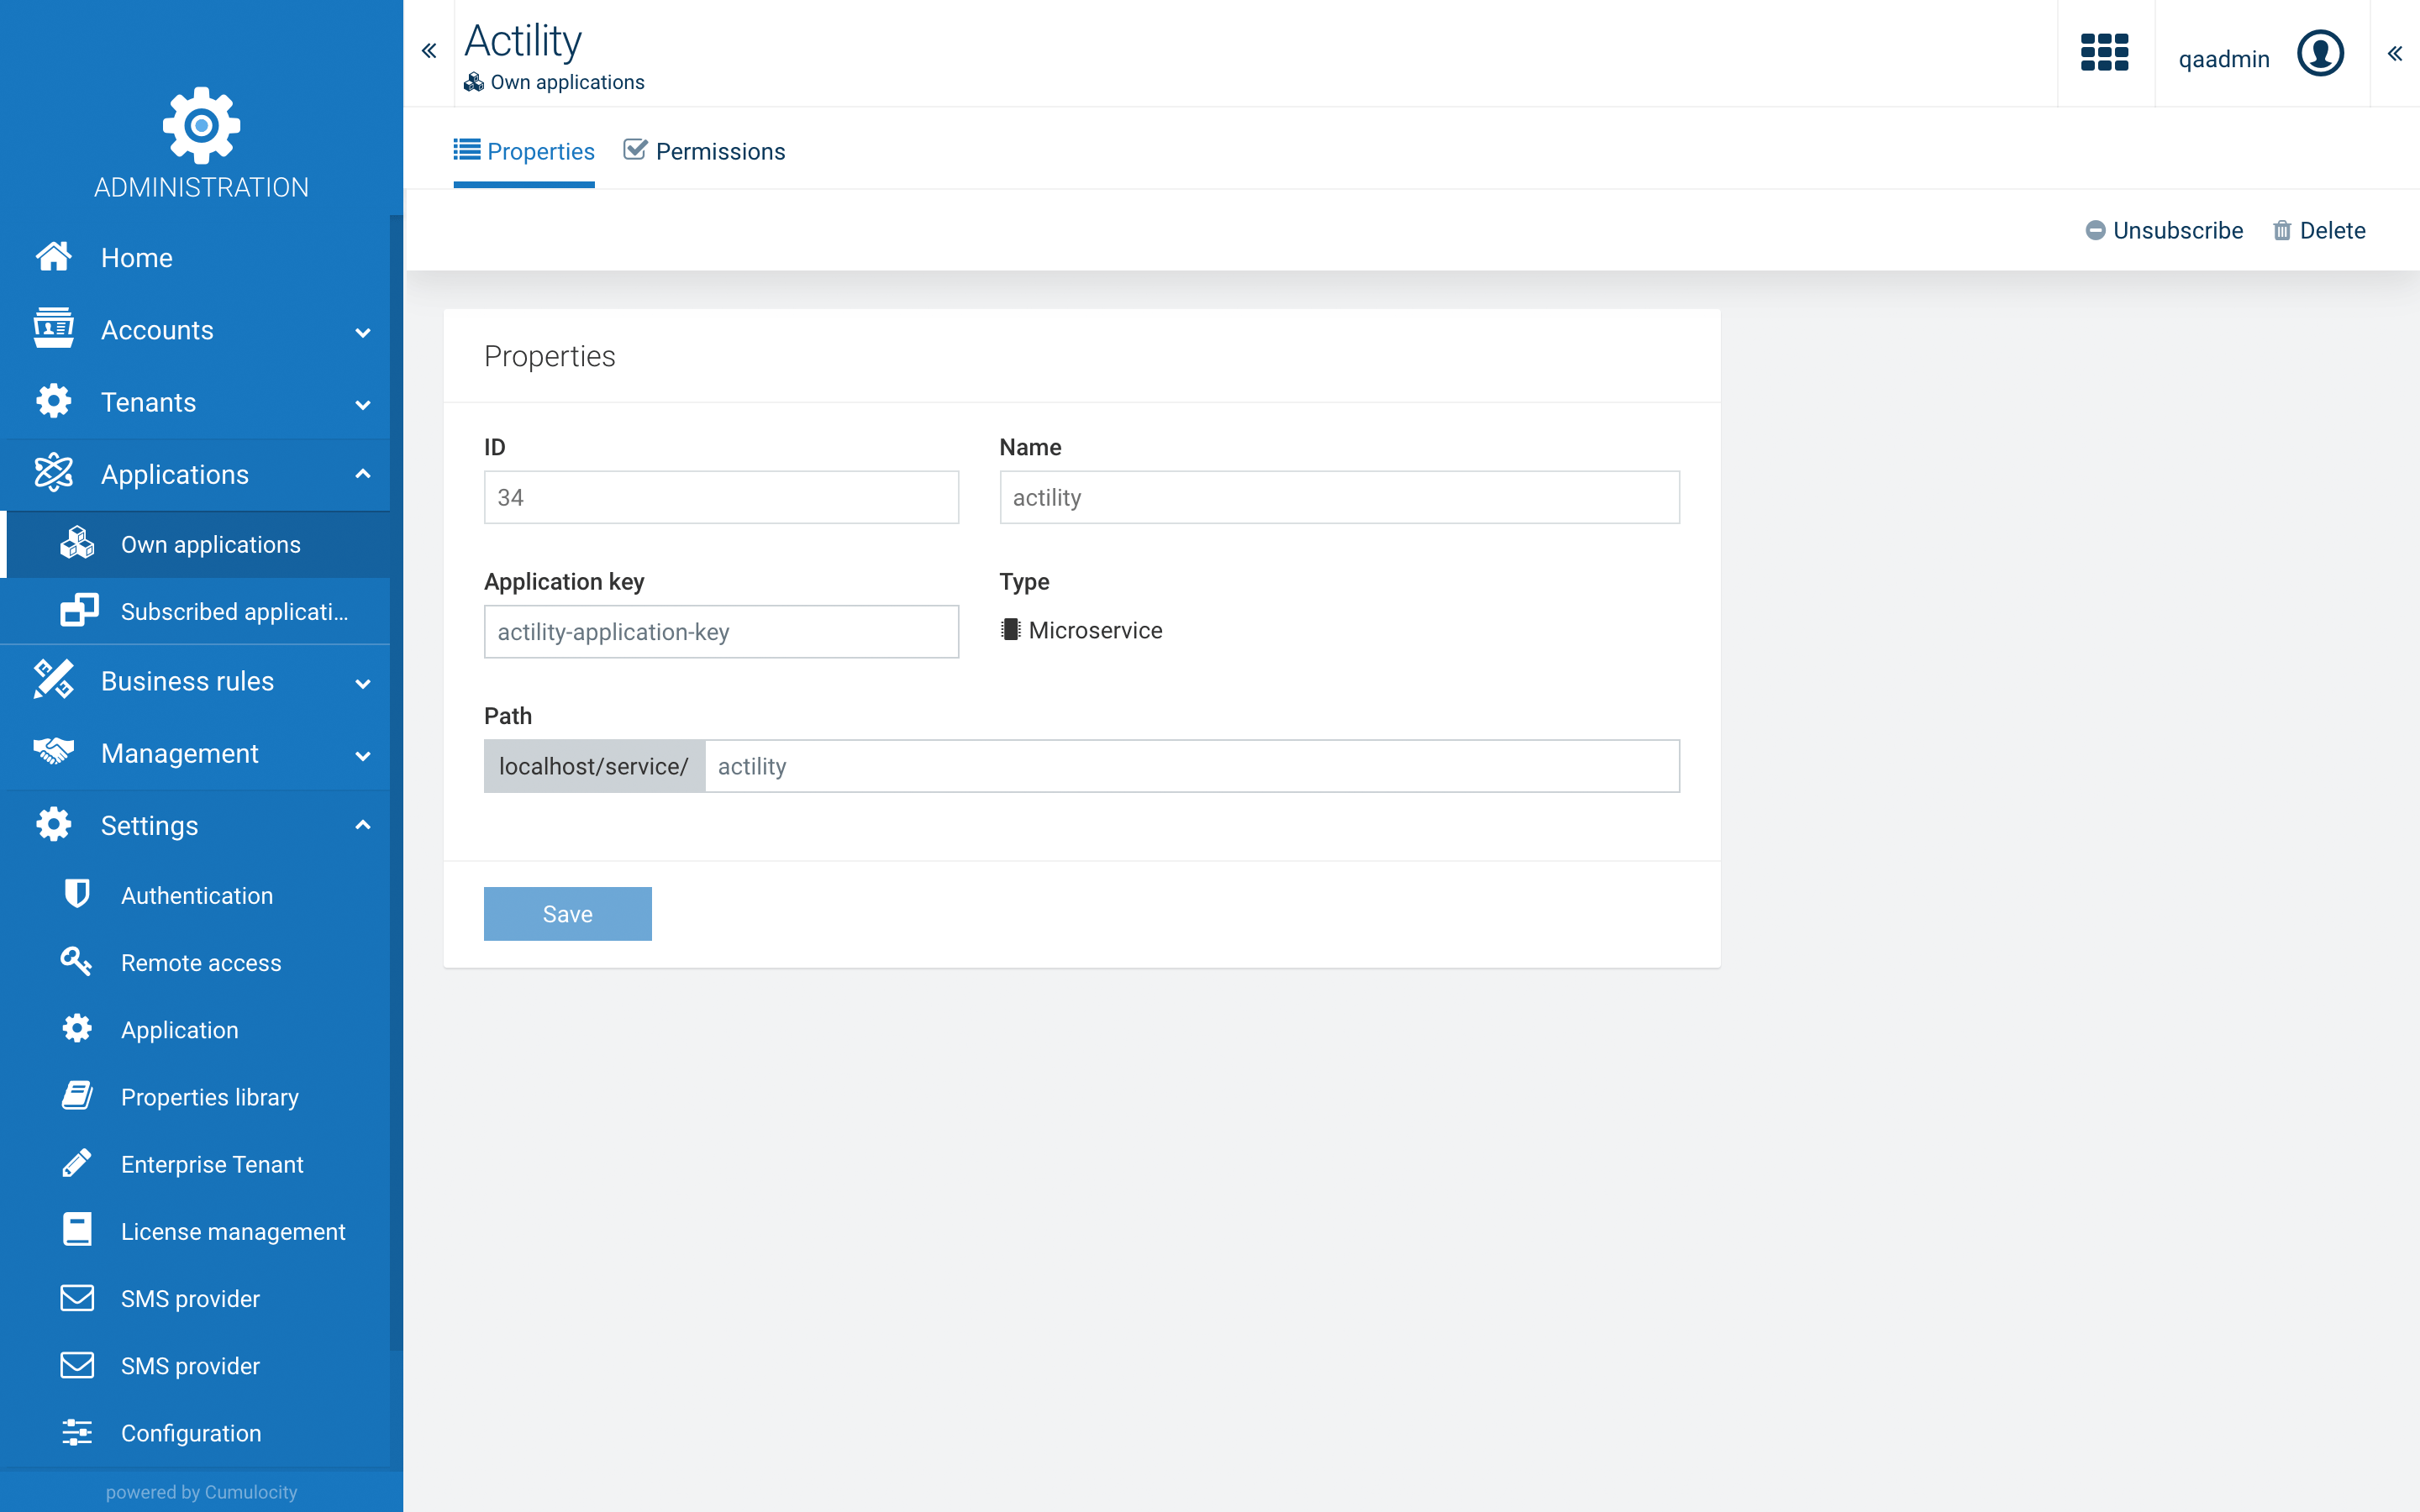 ADMINISTRATION
Home
Accounts
Tenants
Applications
Own applications
Subscribed applicati...
Business rules
Management
Settings
Authentication
Remote access
Application
Properties library
Enterprise Tenant
License management
SMS provider
SMS provider
Configuration
powered by Cumulocity
Actility
Own applications
qaadmin
Properties
Permissions
Unsubscribe
Delete
Properties
ID
Name
34
actility
Application key
Type
actility-application-key
Microservice
Path
localhost/service/ actility
Save